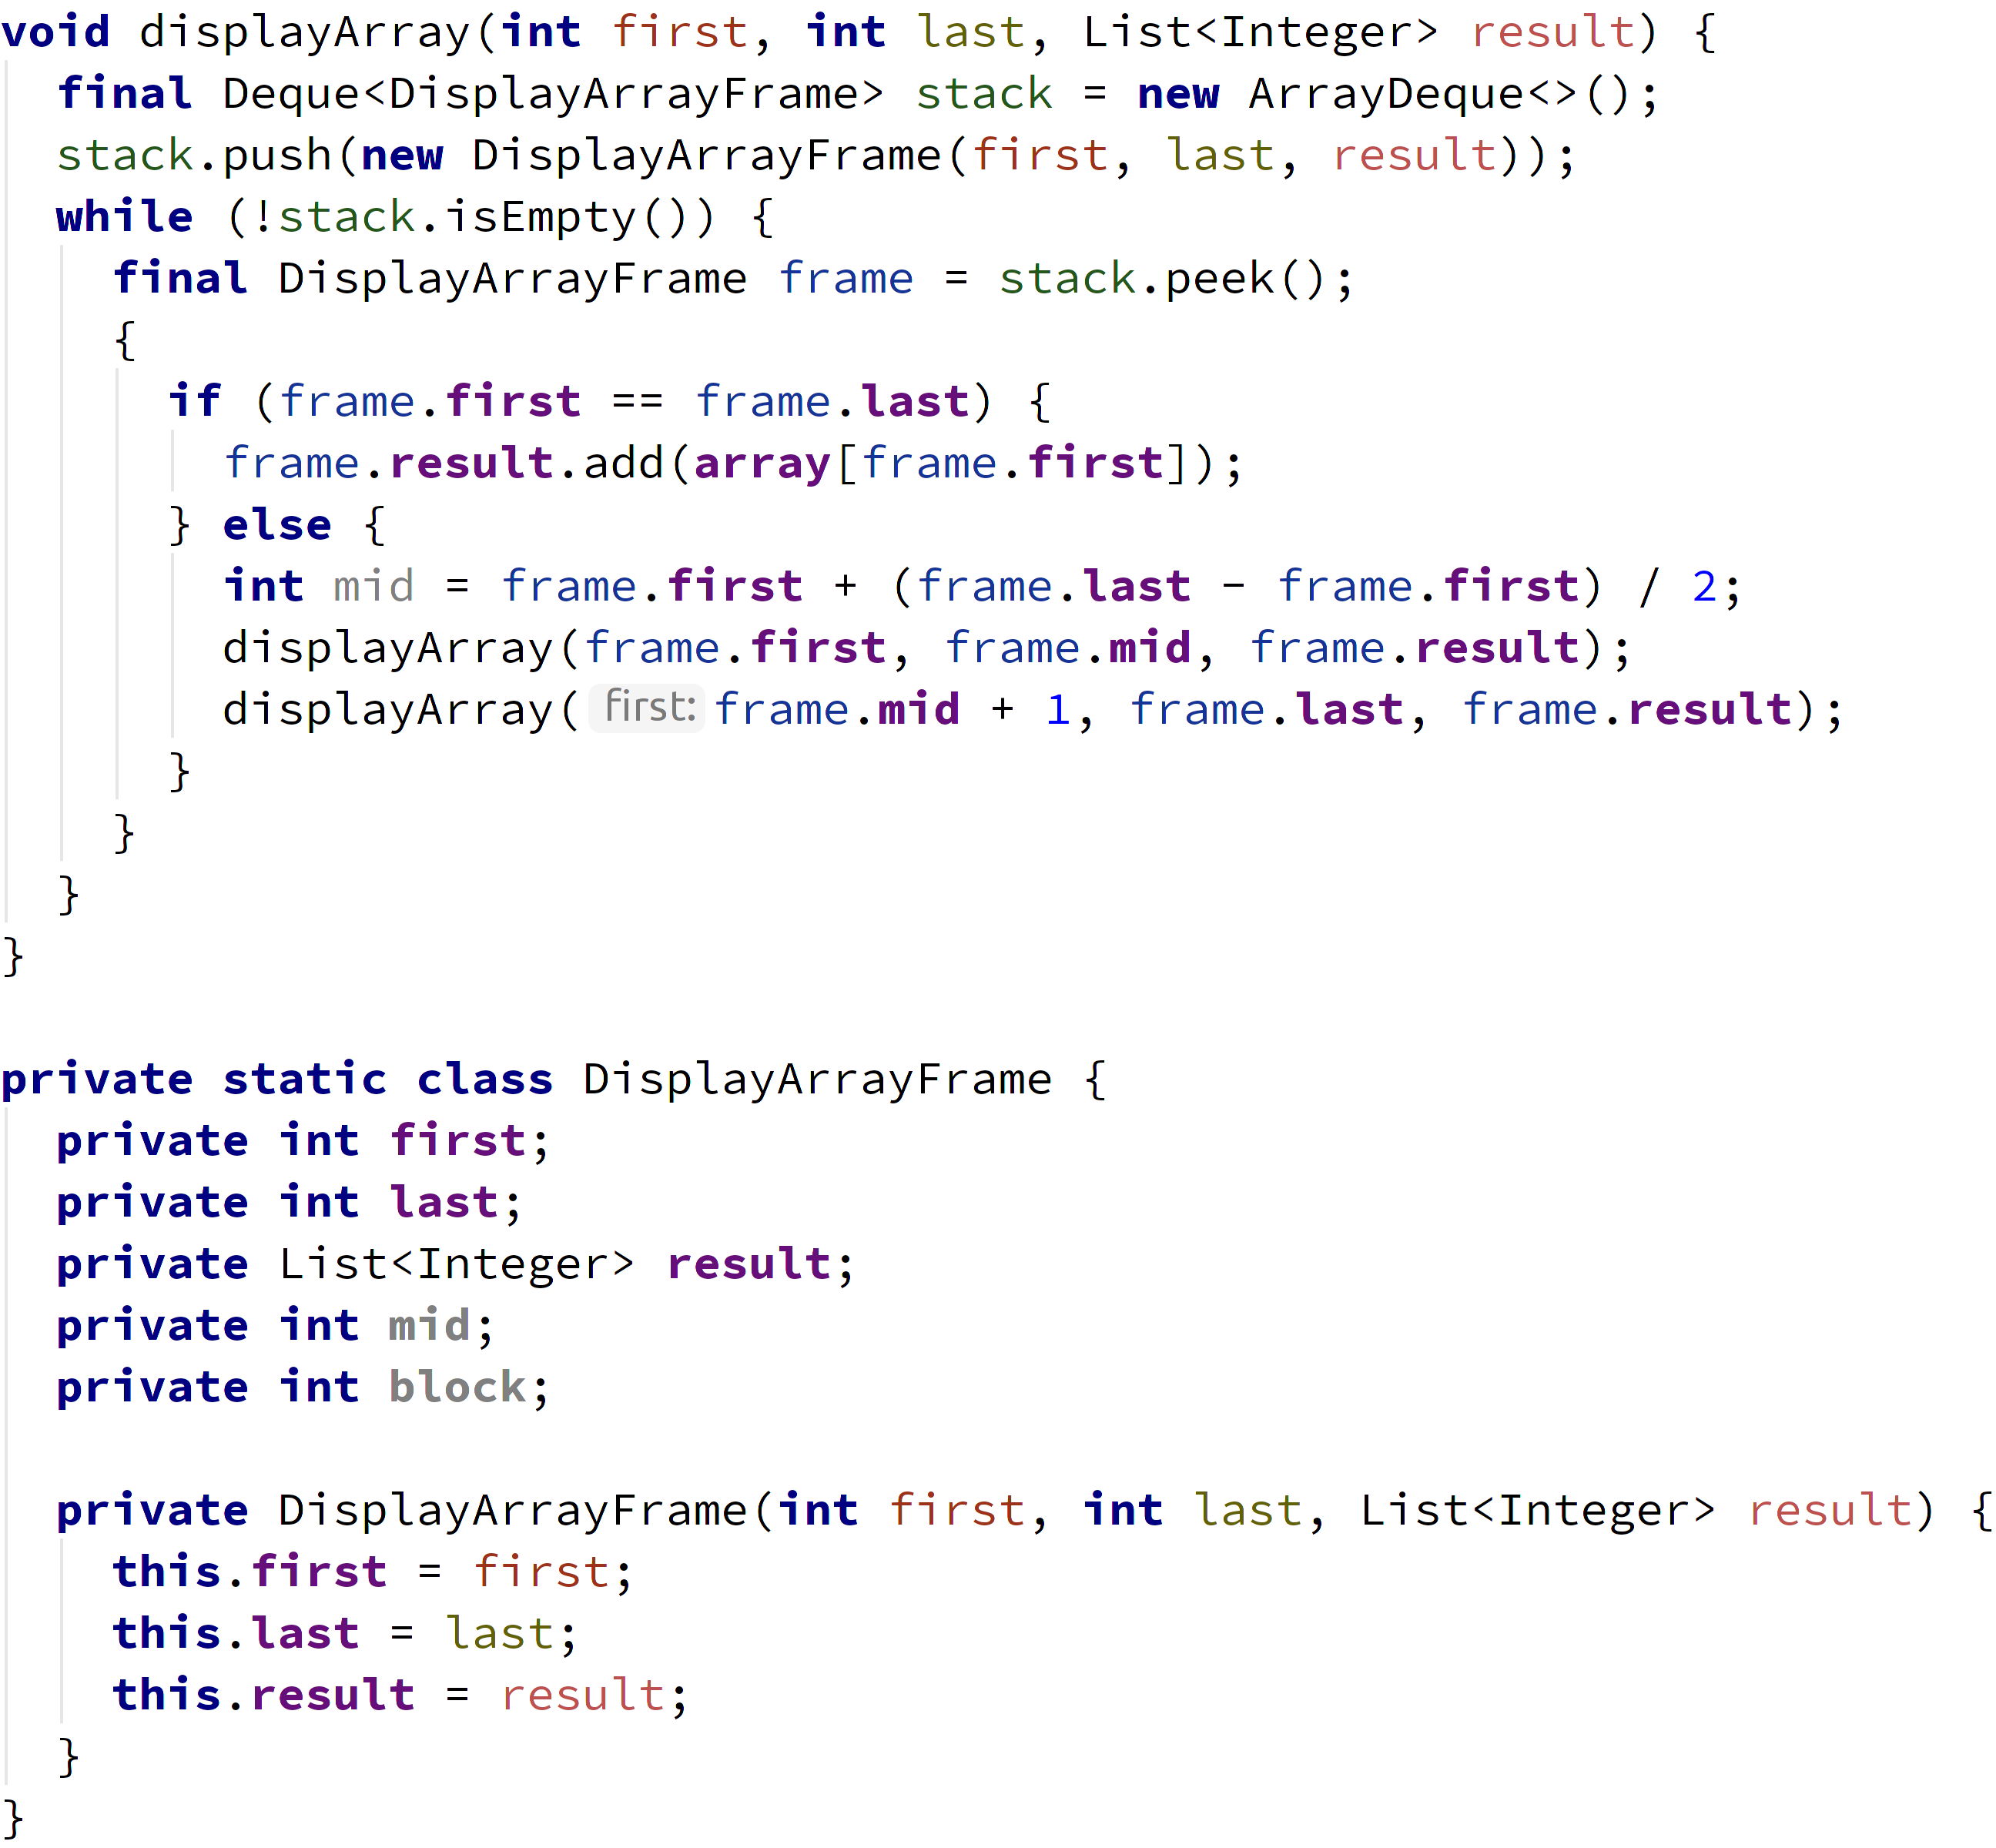 void displayArray(int first, int last, List<Integer> result) {
  final Deque<DisplayArrayFrame> stack = new ArrayDeque<>();
  stack.push(new DisplayArrayFrame(first, last, result));
  while (!stack.isEmpty()) {
    final DisplayArrayFrame frame = stack.peek();
    {
      if (frame.first == frame.last) {
        frame.result.add(array[frame.first]);
      } else {
        int mid = frame.first + (frame.last - frame.first) / 2;
        displayArray(frame.first, frame.mid, frame.result);
        displayArray( first: frame.mid + 1, frame.last, frame.result);
      }
    }
  }
}

private static class DisplayArrayFrame {
  private int first;
  private int last;
  private List<Integer> result;
  private int mid;
  private int block;

  private DisplayArrayFrame(int first, int last, List<Integer> result) {
    this.first = first;
    this.last = last;
    this.result = result;
  }
}